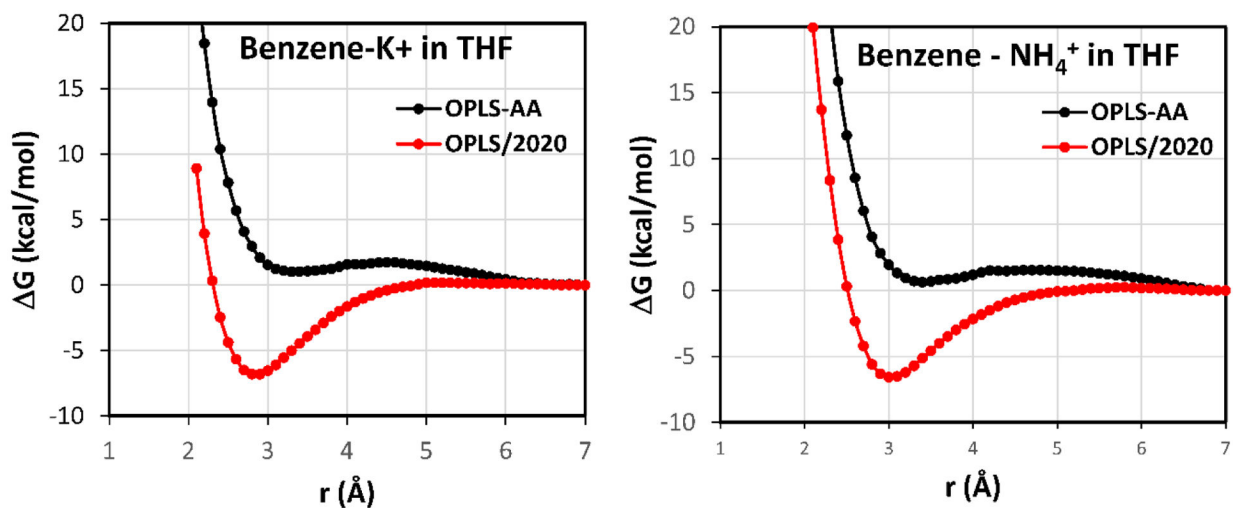 Benzene-K+ in THF
OPLS-AA
OPLS/2020
ΔG (kcal/mol)
20
15
10
5
0
-5
-10
1 2 3 4 5 6 7
r (Å)
Benzene - NH₄⁺ in THF
OPLS-AA
OPLS/2020
ΔG (kcal/mol)
20
15
10
5
0
-5
-10
1 2 3 4 5 6 7
r (Å)